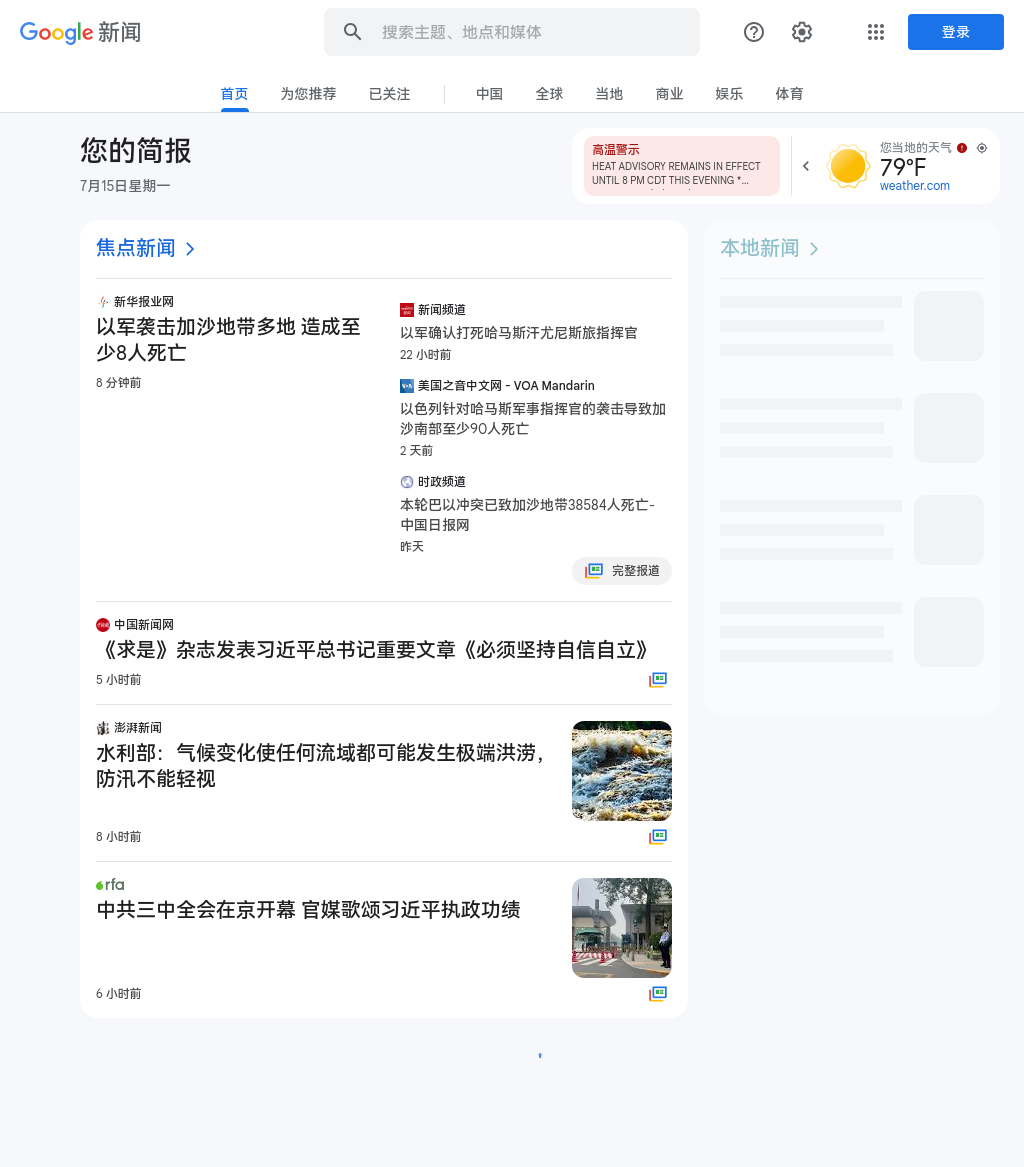 Google 新闻
搜索主题、地点和媒体
登录
首页
为您推荐
已关注
中国
全球
当地
商业
娱乐
体育
您的简报
7月15日星期一
高温警示
HEAT ADVISORY REMAINS IN EFFECT
UNTIL 8 PM CDT THIS EVENING *...
您当地的天气
79°F
weather.com
焦点新闻
新华报业网
以军袭击加沙地带多地 造成至
少8人死亡
8 分钟前
新闻频道
以军确认打死哈马斯汗尤尼斯旅指挥官
22 小时前
美国之音中文网 - VOA Mandarin
以色列针对哈马斯军事指挥官的袭击导致加
沙南部至少90人死亡
2 天前
时政频道
本轮巴以冲突已致加沙地带38584人死亡-
中国日报网
昨天
完整报道
中国新闻网
《求是》杂志发表习近平总书记重要文章《必须坚持自信自立》
5 小时前
澎湃新闻
水利部：气候变化使任何流域都可能发生极端洪涝，
防汛不能轻视
8 小时前
rfa
中共三中全会在京开幕 官媒歌颂习近平执政功绩
6 小时前
本地新闻